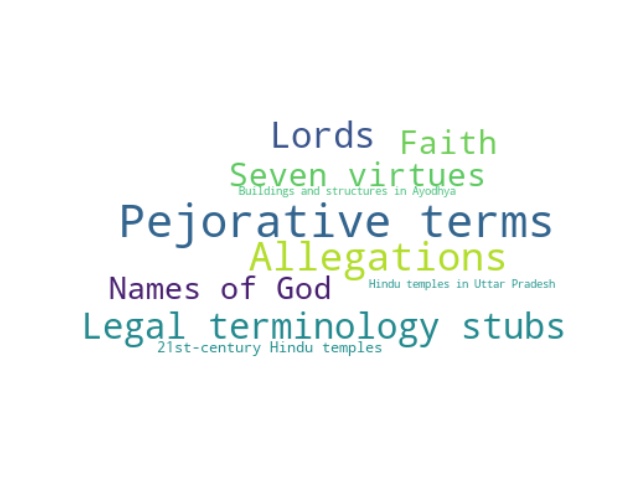 Lords
Faith
Seven virtues
Buildings and structures in Ayodhya
Pejorative terms
Allegations
Names of God
Hindu temples in Uttar Pradesh
Legal terminology stubs
21st-century Hindu temples